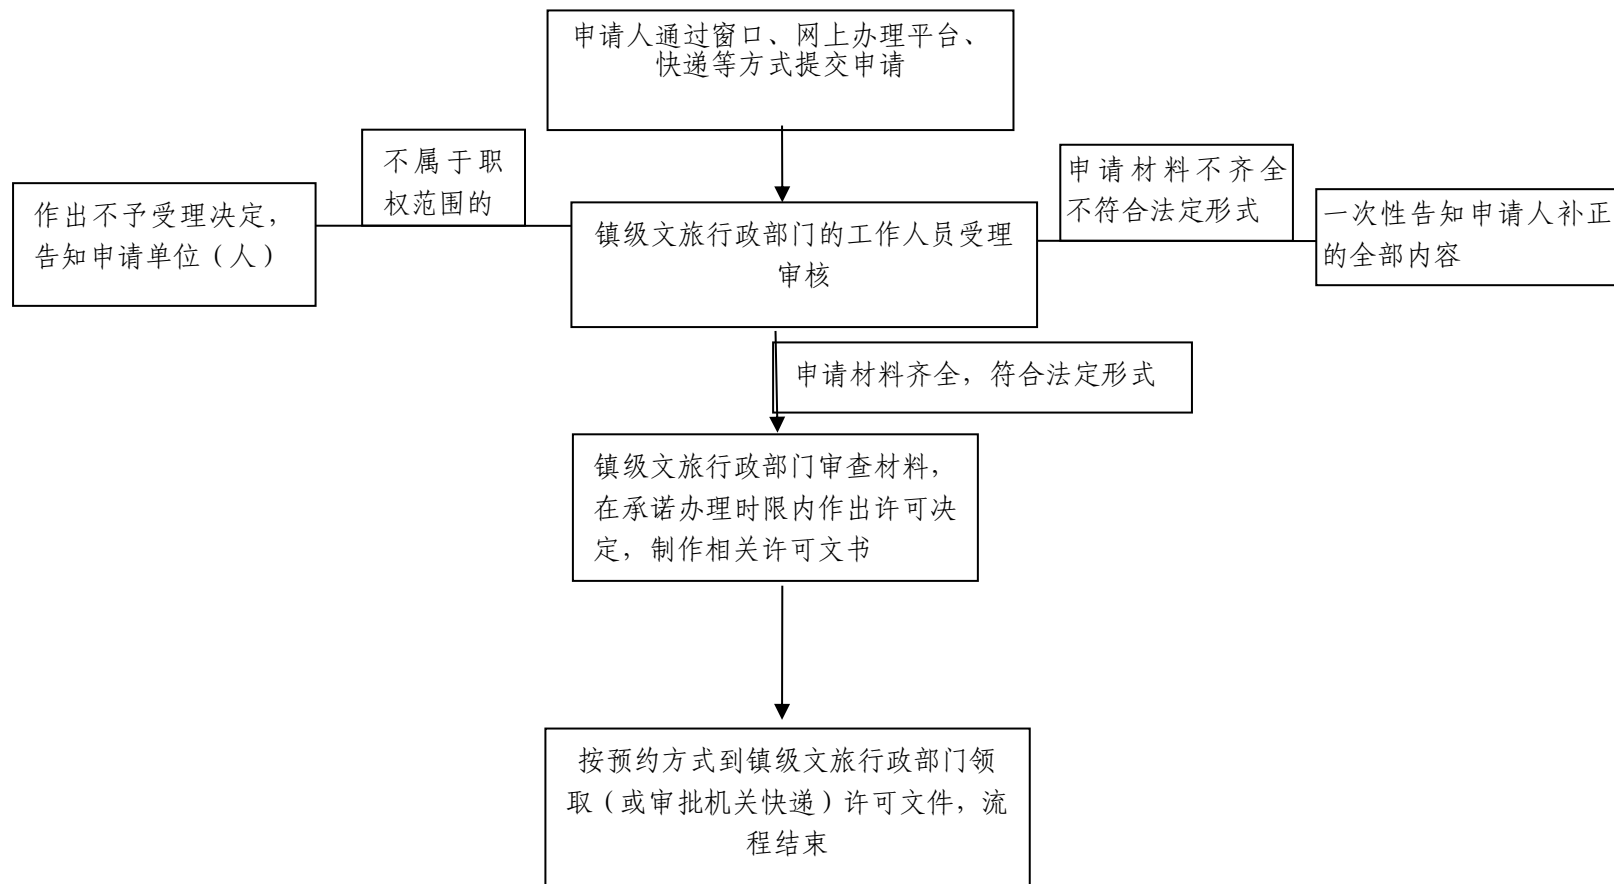 申请人通过窗口、网上办理平台、
快递等方式提交申请
不属于职
权范围的
申请材料不齐全
不符合法定形式
作出不予受理决定，
告知申请单位（人）
镇级文旅行政部门的工作人员受理
审核
一次性告知申请人补正
的全部内容
申请材料齐全，符合法定形式
镇级文旅行政部门审查材料，
在承诺办理时限内作出许可决
定，制作相关许可文书
按预约方式到镇级文旅行政部门领
取（或审批机关快递）许可文件，流
程结束